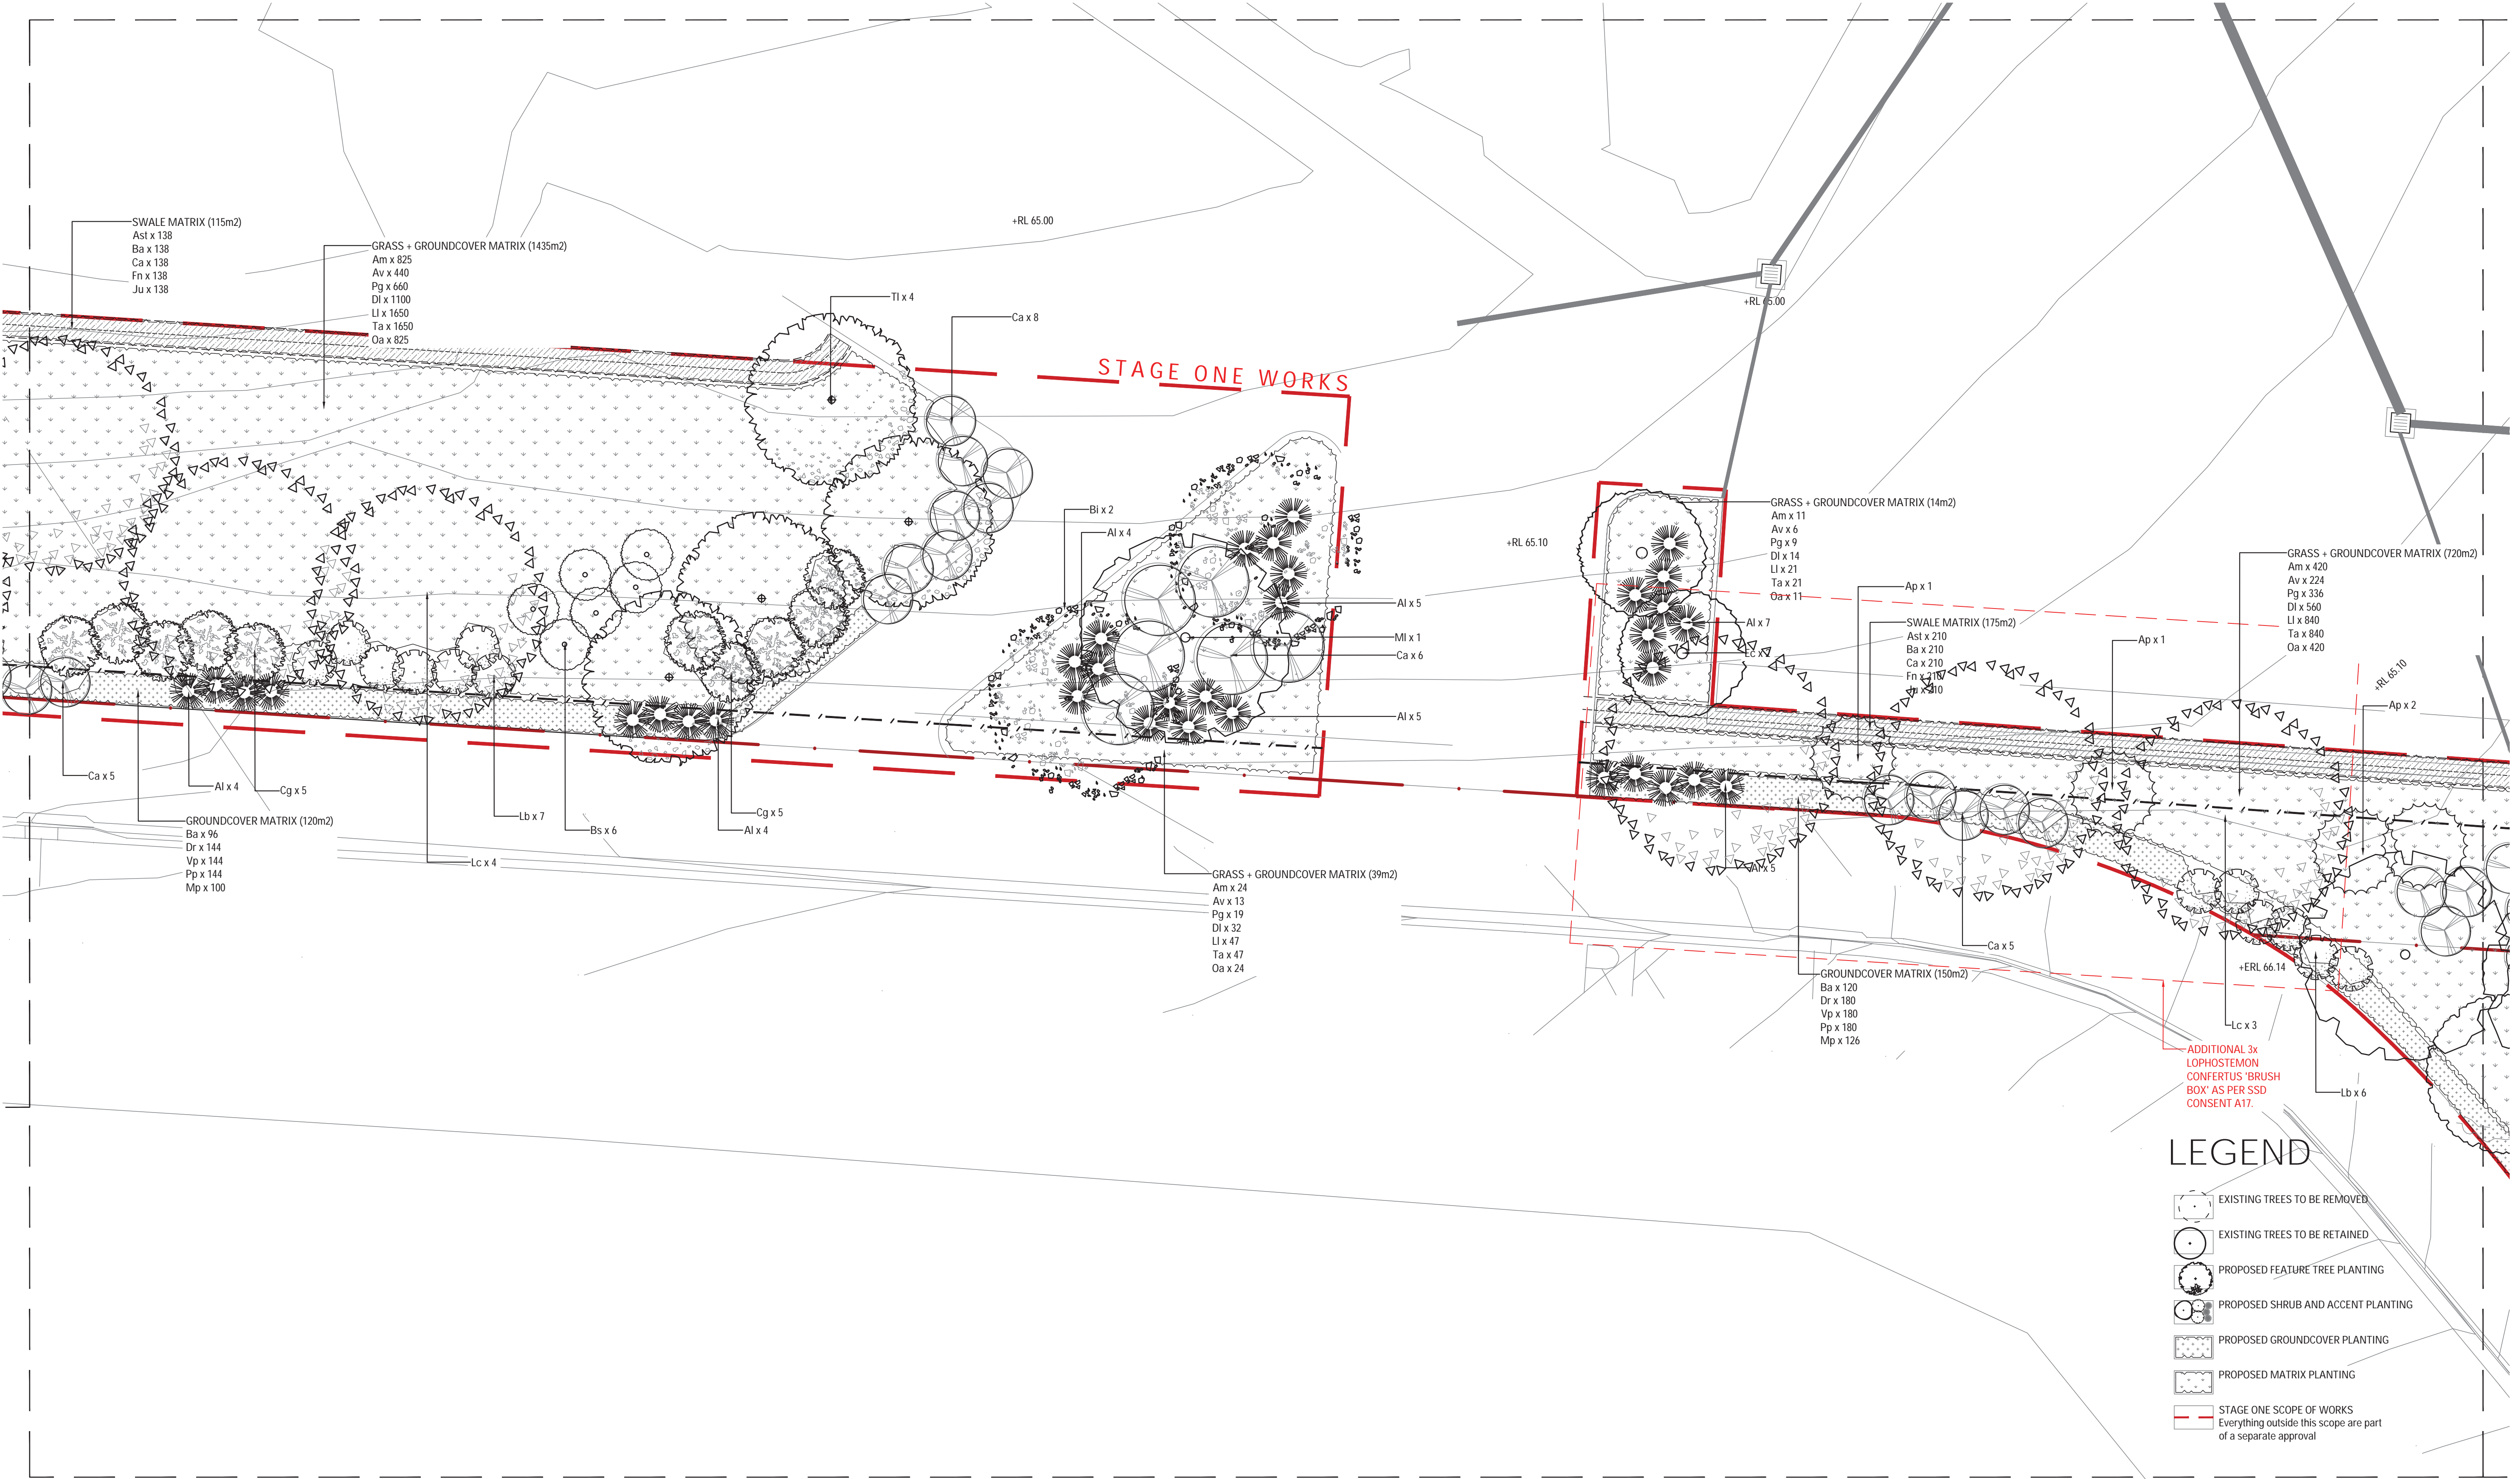 SWALE MATRIX (115m2)
Ast x 138
Ba x 138
Ca x 138
Fn x 138
Ju x 138
GRASS + GROUNDCOVER MATRIX (1435m2)
Am x 825
Av x 440
Pg x 660
Dl x 1100
Ll x 1650
Ta x 1650
Oa x 825
Tl x 4
Ca x 8
+RL 65.00
STAGE ONE WORKS
+RL 65.00
Bi x 2
Al x 4
Al x 5
Ml x 1
Ca x 6
Al x 5
+RL 65.10
GRASS + GROUNDCOVER MATRIX (14m2)
Am x 11
Av x 6
Pg x 9
Dl x 14
Ll x 21
Ta x 21
Oa x 11
Al x 7
Ap x 1
SWALE MATRIX (175m2)
Ast x 210
Ba x 210
Ca x 210
Fn x 210
Ju x 210
Ap x 1
GRASS + GROUNDCOVER MATRIX (720m2)
Am x 420
Av x 224
Pg x 336
Dl x 560
Ll x 840
Ta x 840
Oa x 420
+RL 65.10
Ap x 2
Ca x 5
Al x 4
Cg x 5
GROUNDCOVER MATRIX (120m2)
Ba x 96
Dr x 144
Vp x 144
Pp x 144
Mp x 100
Lc x 4
Lb x 7
Bs x 6
Cg x 5
Al x 4
GRASS + GROUNDCOVER MATRIX (39m2)
Am x 24
Av x 13
Pg x 19
Dl x 32
Ll x 47
Ta x 47
Oa x 24
Al x 5
Ca x 5
GROUNDCOVER MATRIX (150m2)
Ba x 120
Dr x 180
Vp x 180
Pp x 180
Mp x 126
+ERL 66.14
Lc x 3
ADDITIONAL 3x
LOPHOSTEMON
CONFERTUS 'BRUSH
BOX' AS PER SSD
CONSENT A17.
Lb x 6
LEGEND
EXISTING TREES TO BE REMOVED
EXISTING TREES TO BE RETAINED
PROPOSED FEATURE TREE PLANTING
PROPOSED SHRUB AND ACCENT PLANTING
PROPOSED GROUNDCOVER PLANTING
PROPOSED MATRIX PLANTING
STAGE ONE SCOPE OF WORKS
Everything outside this scope are part
of a separate approval